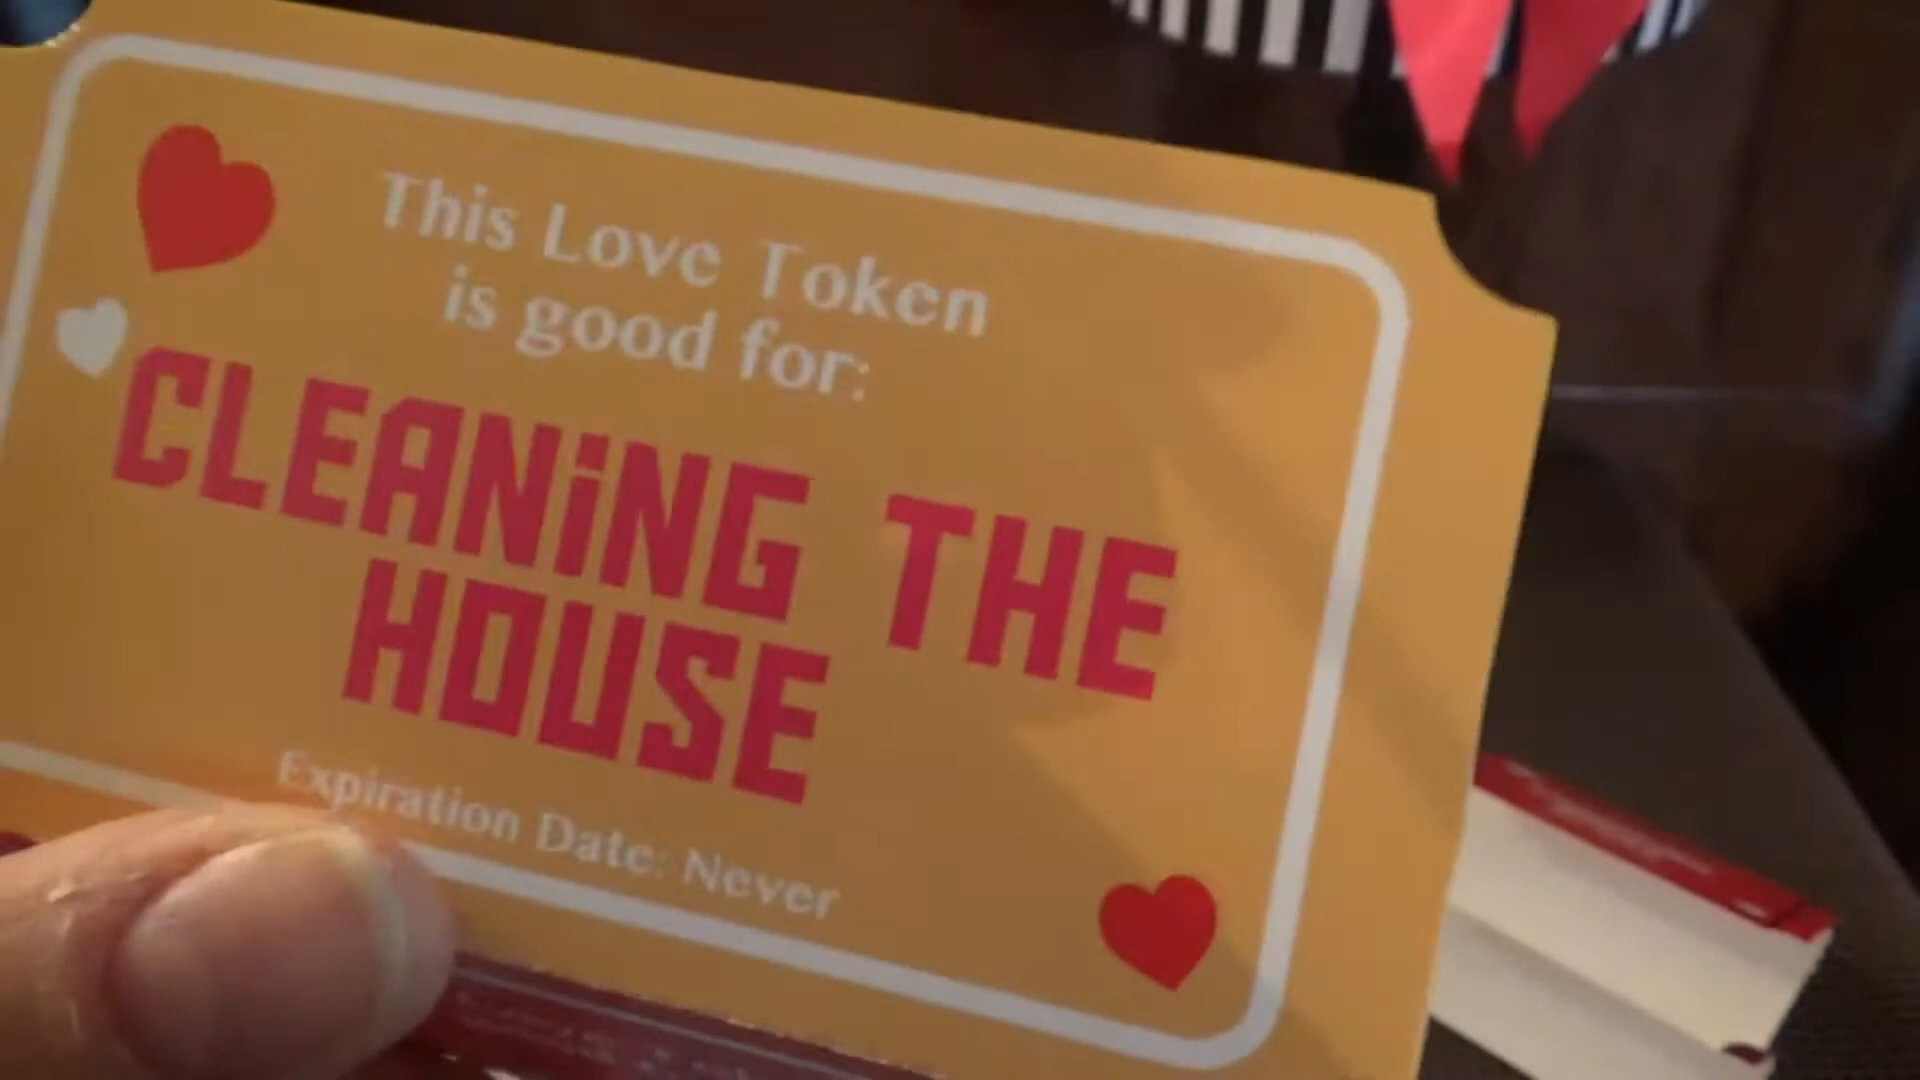 This Love Token
is good for:
CLEANiNG THE
HOUSE
Expiration Date: Never